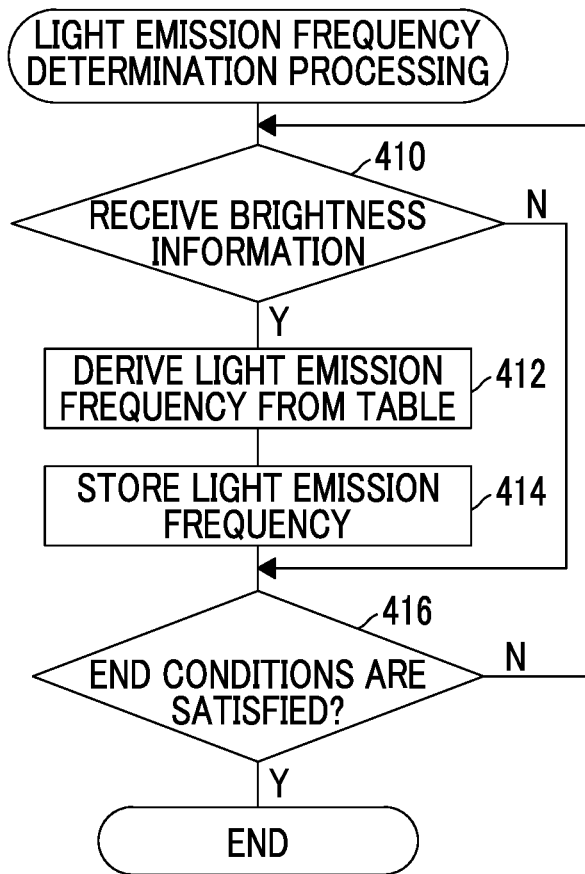 LIGHT EMISSION FREQUENCY
DETERMINATION PROCESSING
410
RECEIVE BRIGHTNESS
INFORMATION
N
Y
DERIVE LIGHT EMISSION
FREQUENCY FROM TABLE
412
STORE LIGHT EMISSION
FREQUENCY
414
416
END CONDITIONS ARE
SATISFIED?
N
Y
END